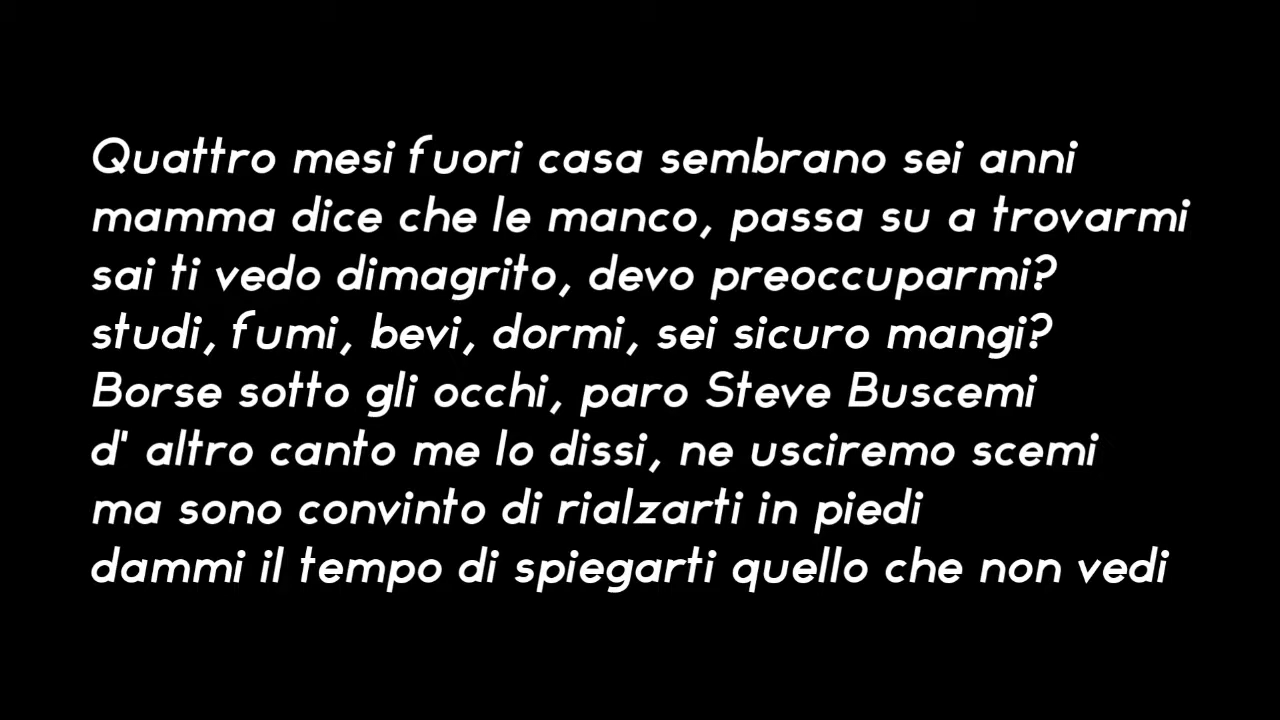 Quattro mesi fuori casa sembrano sei anni
mamma dice che le manco, passa su a trovarmi
sai ti vedo dimagrito, devo preoccuparmi?
studi, fumi, bevi, dormi, sei sicuro mangi?
Borse sotto gli occhi, paro Steve Buscemi
d' altro canto me lo dissi, ne usciremo scemi
ma sono convinto di rialzarti in piedi
dammi il tempo di spiegarti quello che non vedi